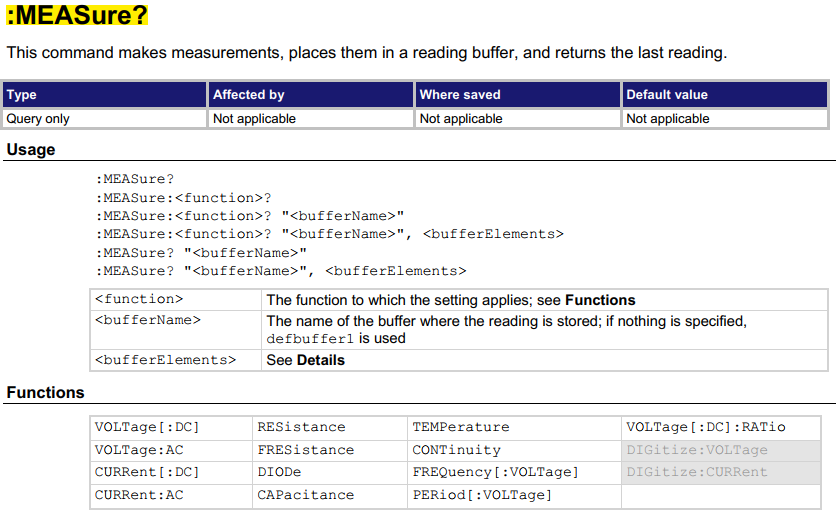 :MEASure?
This command makes measurements, places them in a reading buffer, and returns the last reading.
Type Affected by Where saved Default value
Query only Not applicable Not applicable Not applicable
Usage
:MEASure?
:MEASure:<function>?
:MEASure:<function>? "<bufferName>"
:MEASure:<function>? "<bufferName>", <bufferElements>
:MEASure? "<bufferName>"
:MEASure? "<bufferName>", <bufferElements>
<function> The function to which the setting applies; see Functions
<bufferName> The name of the buffer where the reading is stored; if nothing is specified,
defbuffer1 is used
<bufferElements> See Details
Functions
VOLTage[:DC] RESistance TEMPerature VOLTage[:DC]:RATio
VOLTage:AC FRESistance CONTinuity DIGitize:VOLTage
CURRent[:DC] DIODe FREQuency[:VOLTage] DIGitize:CURRent
CURRent:AC CAPacitance PERiod[:VOLTage]